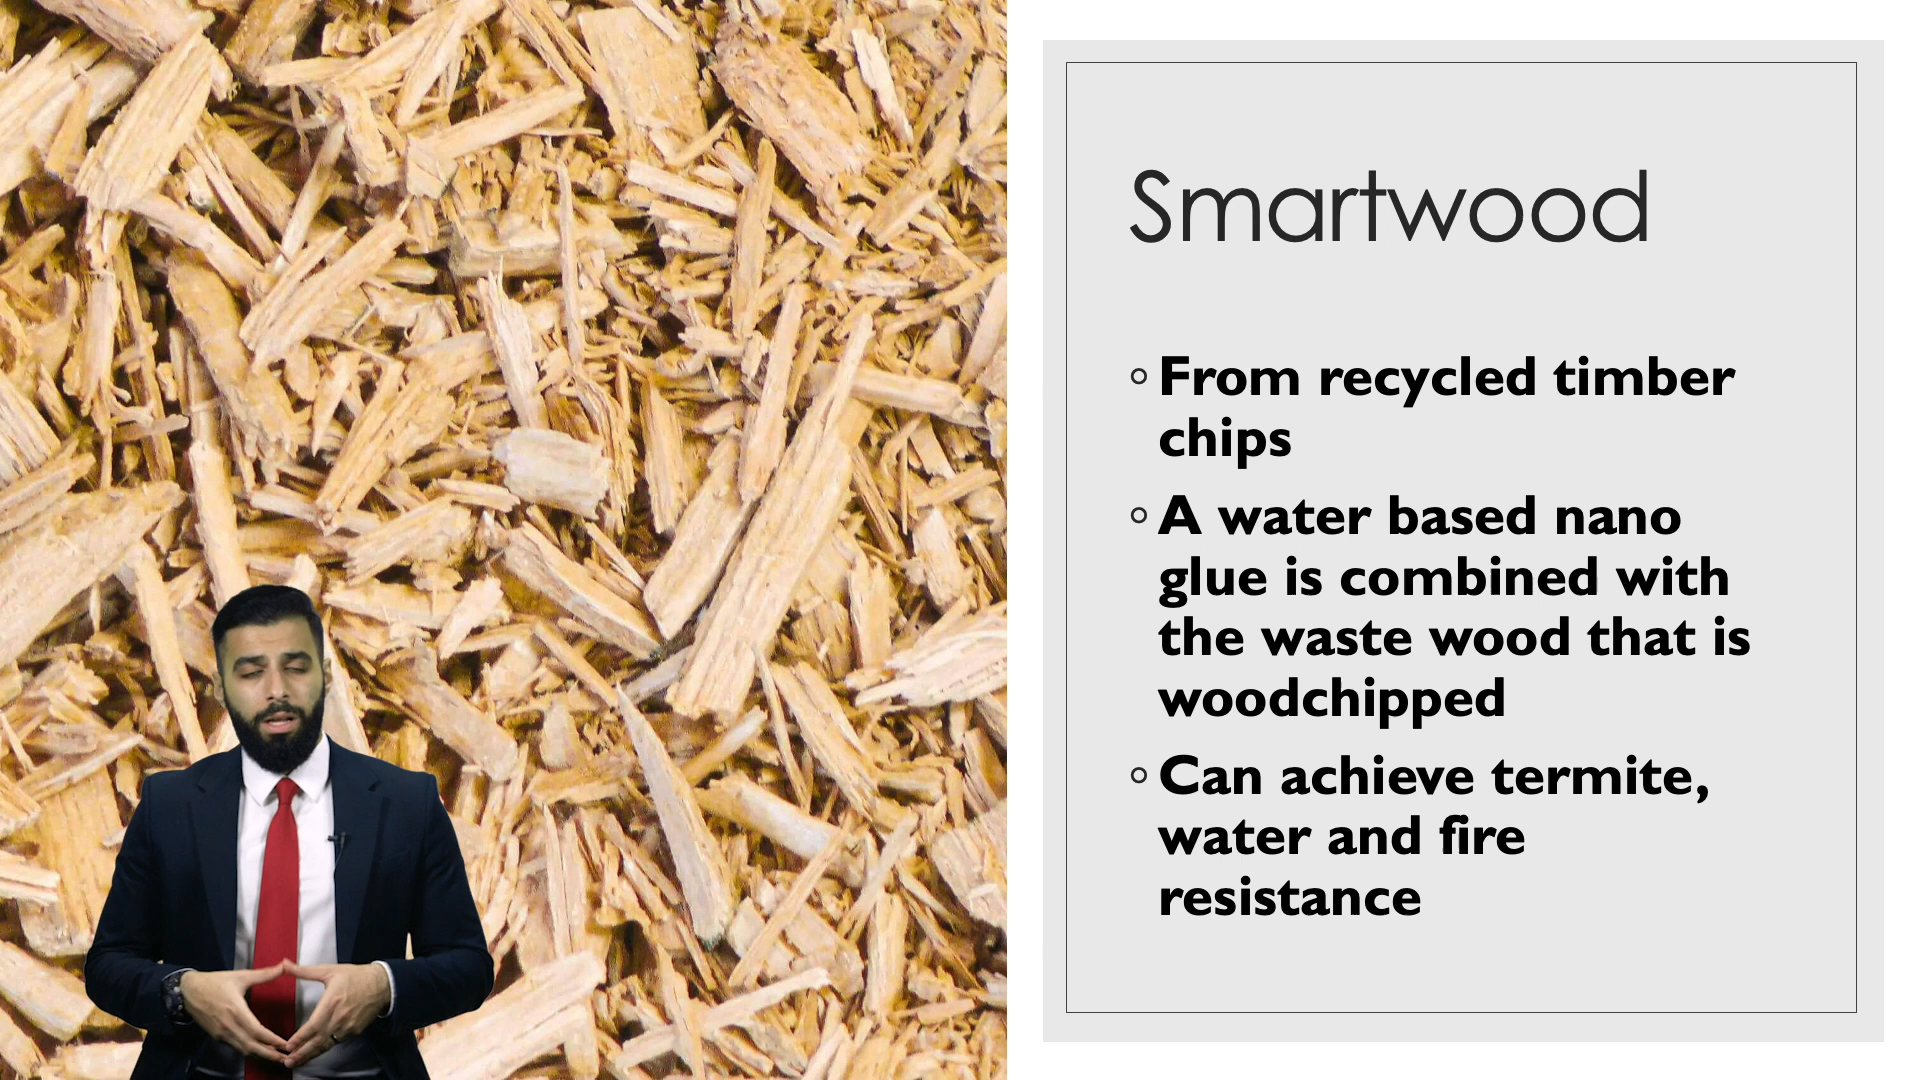 Smartwood
◦ From recycled timber
chips
◦ A water based nano
glue is combined with
the waste wood that is
woodchipped
◦ Can achieve termite,
water and fire
resistance